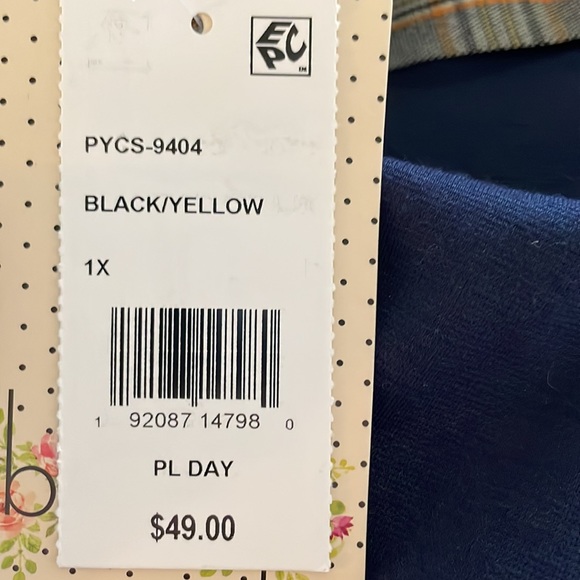 EPC
PYCS-9404
BLACK/YELLOW
1X
1 92087 14798 0
b
PL DAY
$49.00